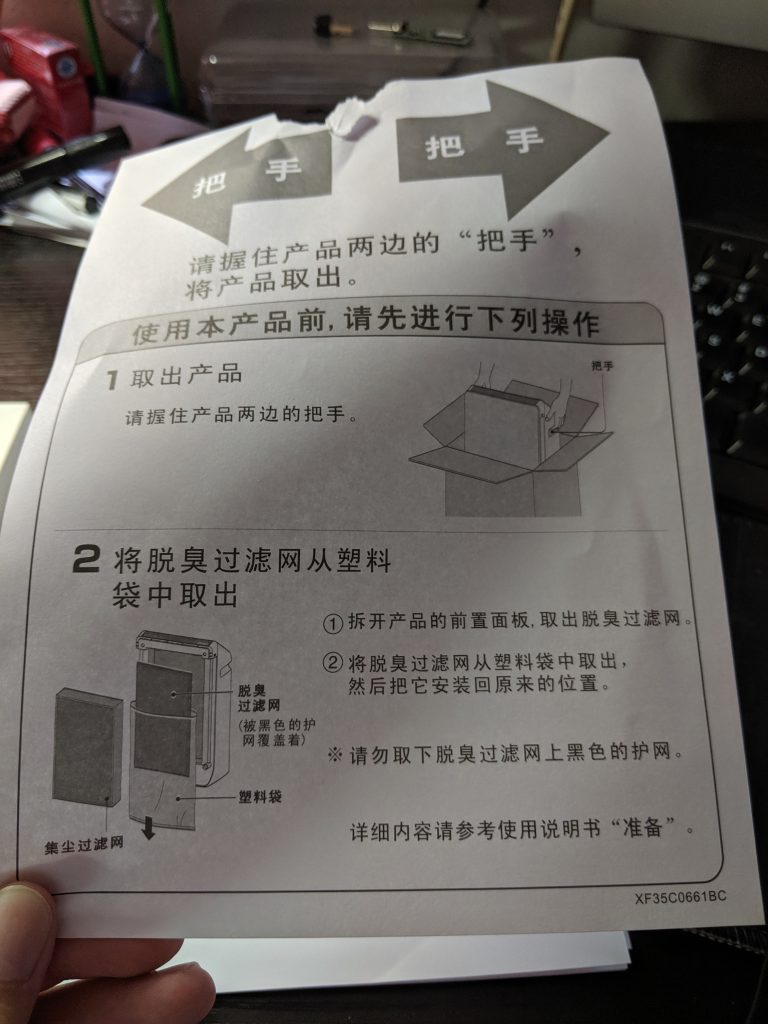 把手
把手
请握住产品两边的“把手”，
将产品取出。
使用本产品前，请先进行下列操作
1 取出产品
请握住产品两边的把手。
把手
2 将脱臭过滤网从塑料
袋中取出
①拆开产品的前置面板，取出脱臭过滤网。
②将脱臭过滤网从塑料袋中取出，
然后把它安装回原来的位置。
※请勿取下脱臭过滤网上黑色的护网。
详细内容请参考使用说明书“准备”。
脱臭
过滤网
(被黑色的护
网覆盖着)
塑料袋
集尘过滤网
XF35C0661BC